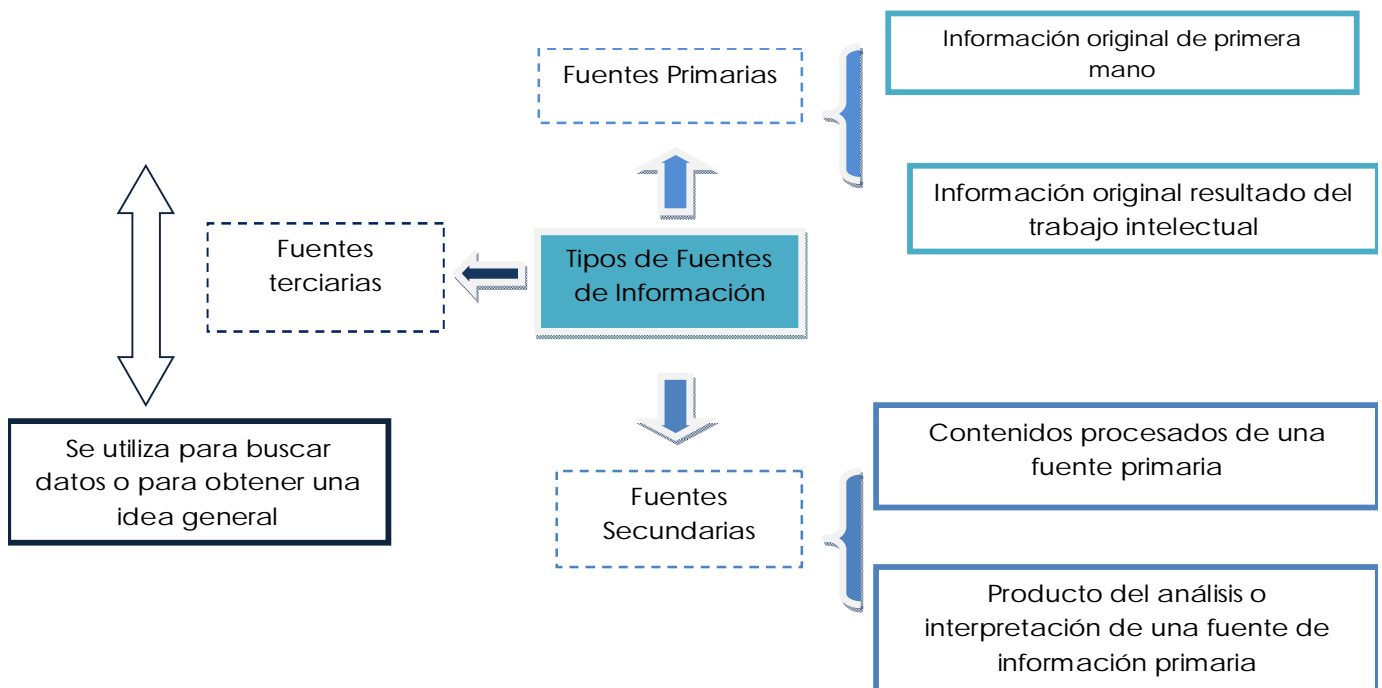 Información original de primera
mano
Fuentes Primarias
Información original resultado del
trabajo intelectual
Fuentes
terciarias
Tipos de Fuentes
de Información
Se utiliza para buscar
datos o para obtener una
idea general
Contenidos procesados de una
fuente primaria
Fuentes
Secundarias
Producto del análisis o
interpretación de una fuente de
información primaria